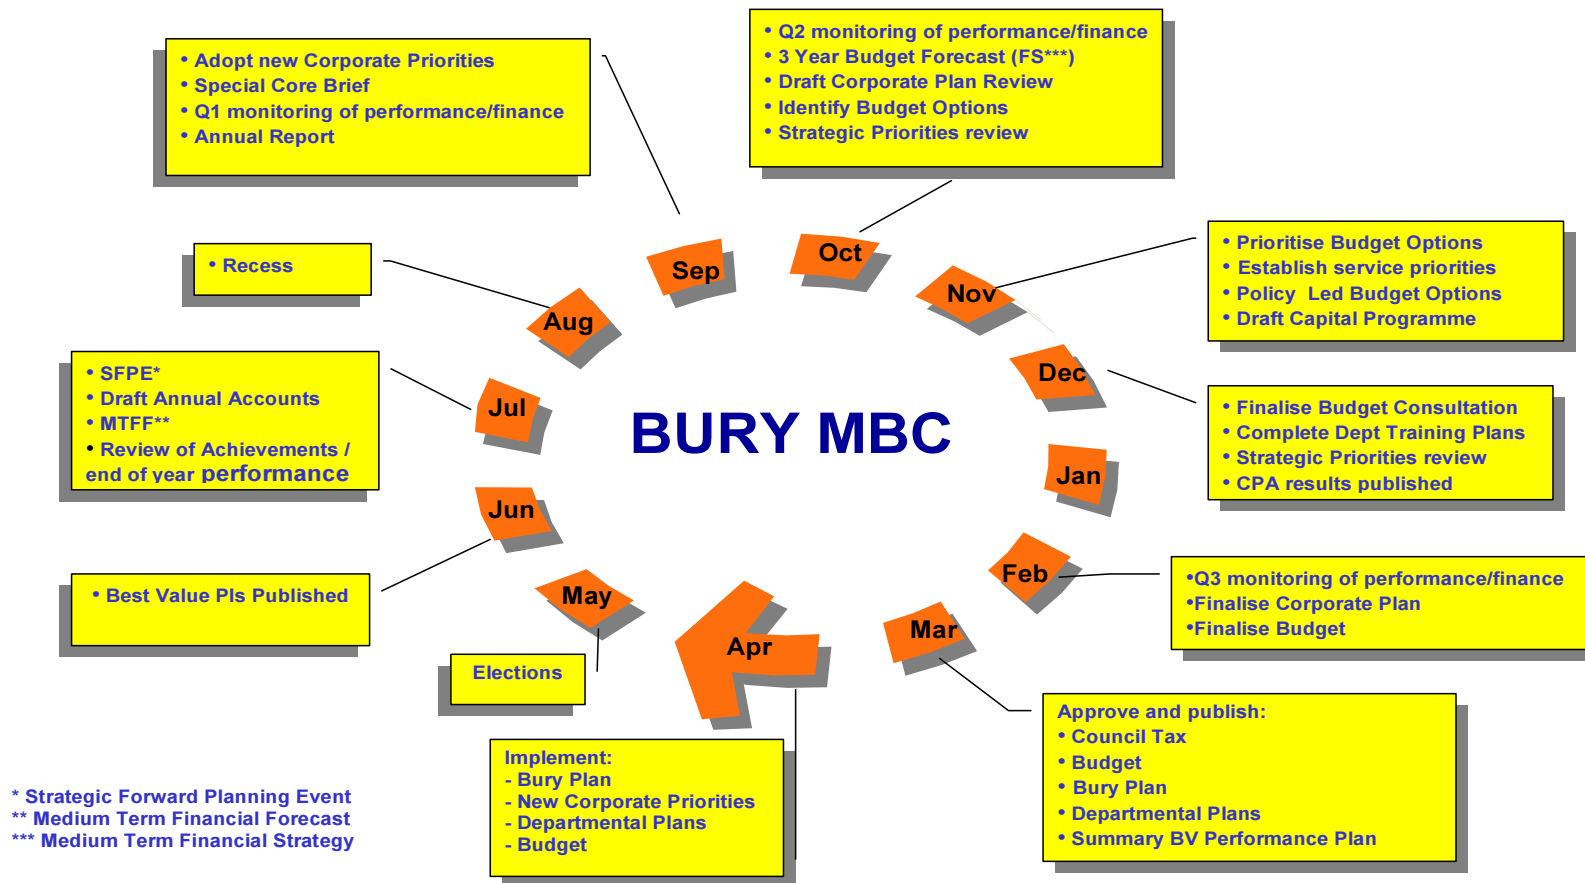 • Adopt new Corporate Priorities
• Special Core Brief
• Q1 monitoring of performance/finance
• Annual Report
• Q2 monitoring of performance/finance
• 3 Year Budget Forecast (FS***)
• Draft Corporate Plan Review
• Identify Budget Options
• Strategic Priorities review
• Recess
Sep
Oct
Nov
Aug
• Prioritise Budget Options
• Establish service priorities
• Policy Led Budget Options
• Draft Capital Programme
• SFPE*
• Draft Annual Accounts
• MTFF**
• Review of Achievements /
end of year performance
Jul
BURY MBC
Dec
• Finalise Budget Consultation
• Complete Dept Training Plans
• Strategic Priorities review
• CPA results published
Jan
Jun
• Best Value PIs Published
May
Feb
•Q3 monitoring of performance/finance
•Finalise Corporate Plan
•Finalise Budget
Elections
Apr
Mar
Approve and publish:
• Council Tax
• Budget
• Bury Plan
• Departmental Plans
• Summary BV Performance Plan
Implement:
- Bury Plan
- New Corporate Priorities
- Departmental Plans
- Budget
* Strategic Forward Planning Event
** Medium Term Financial Forecast
*** Medium Term Financial Strategy